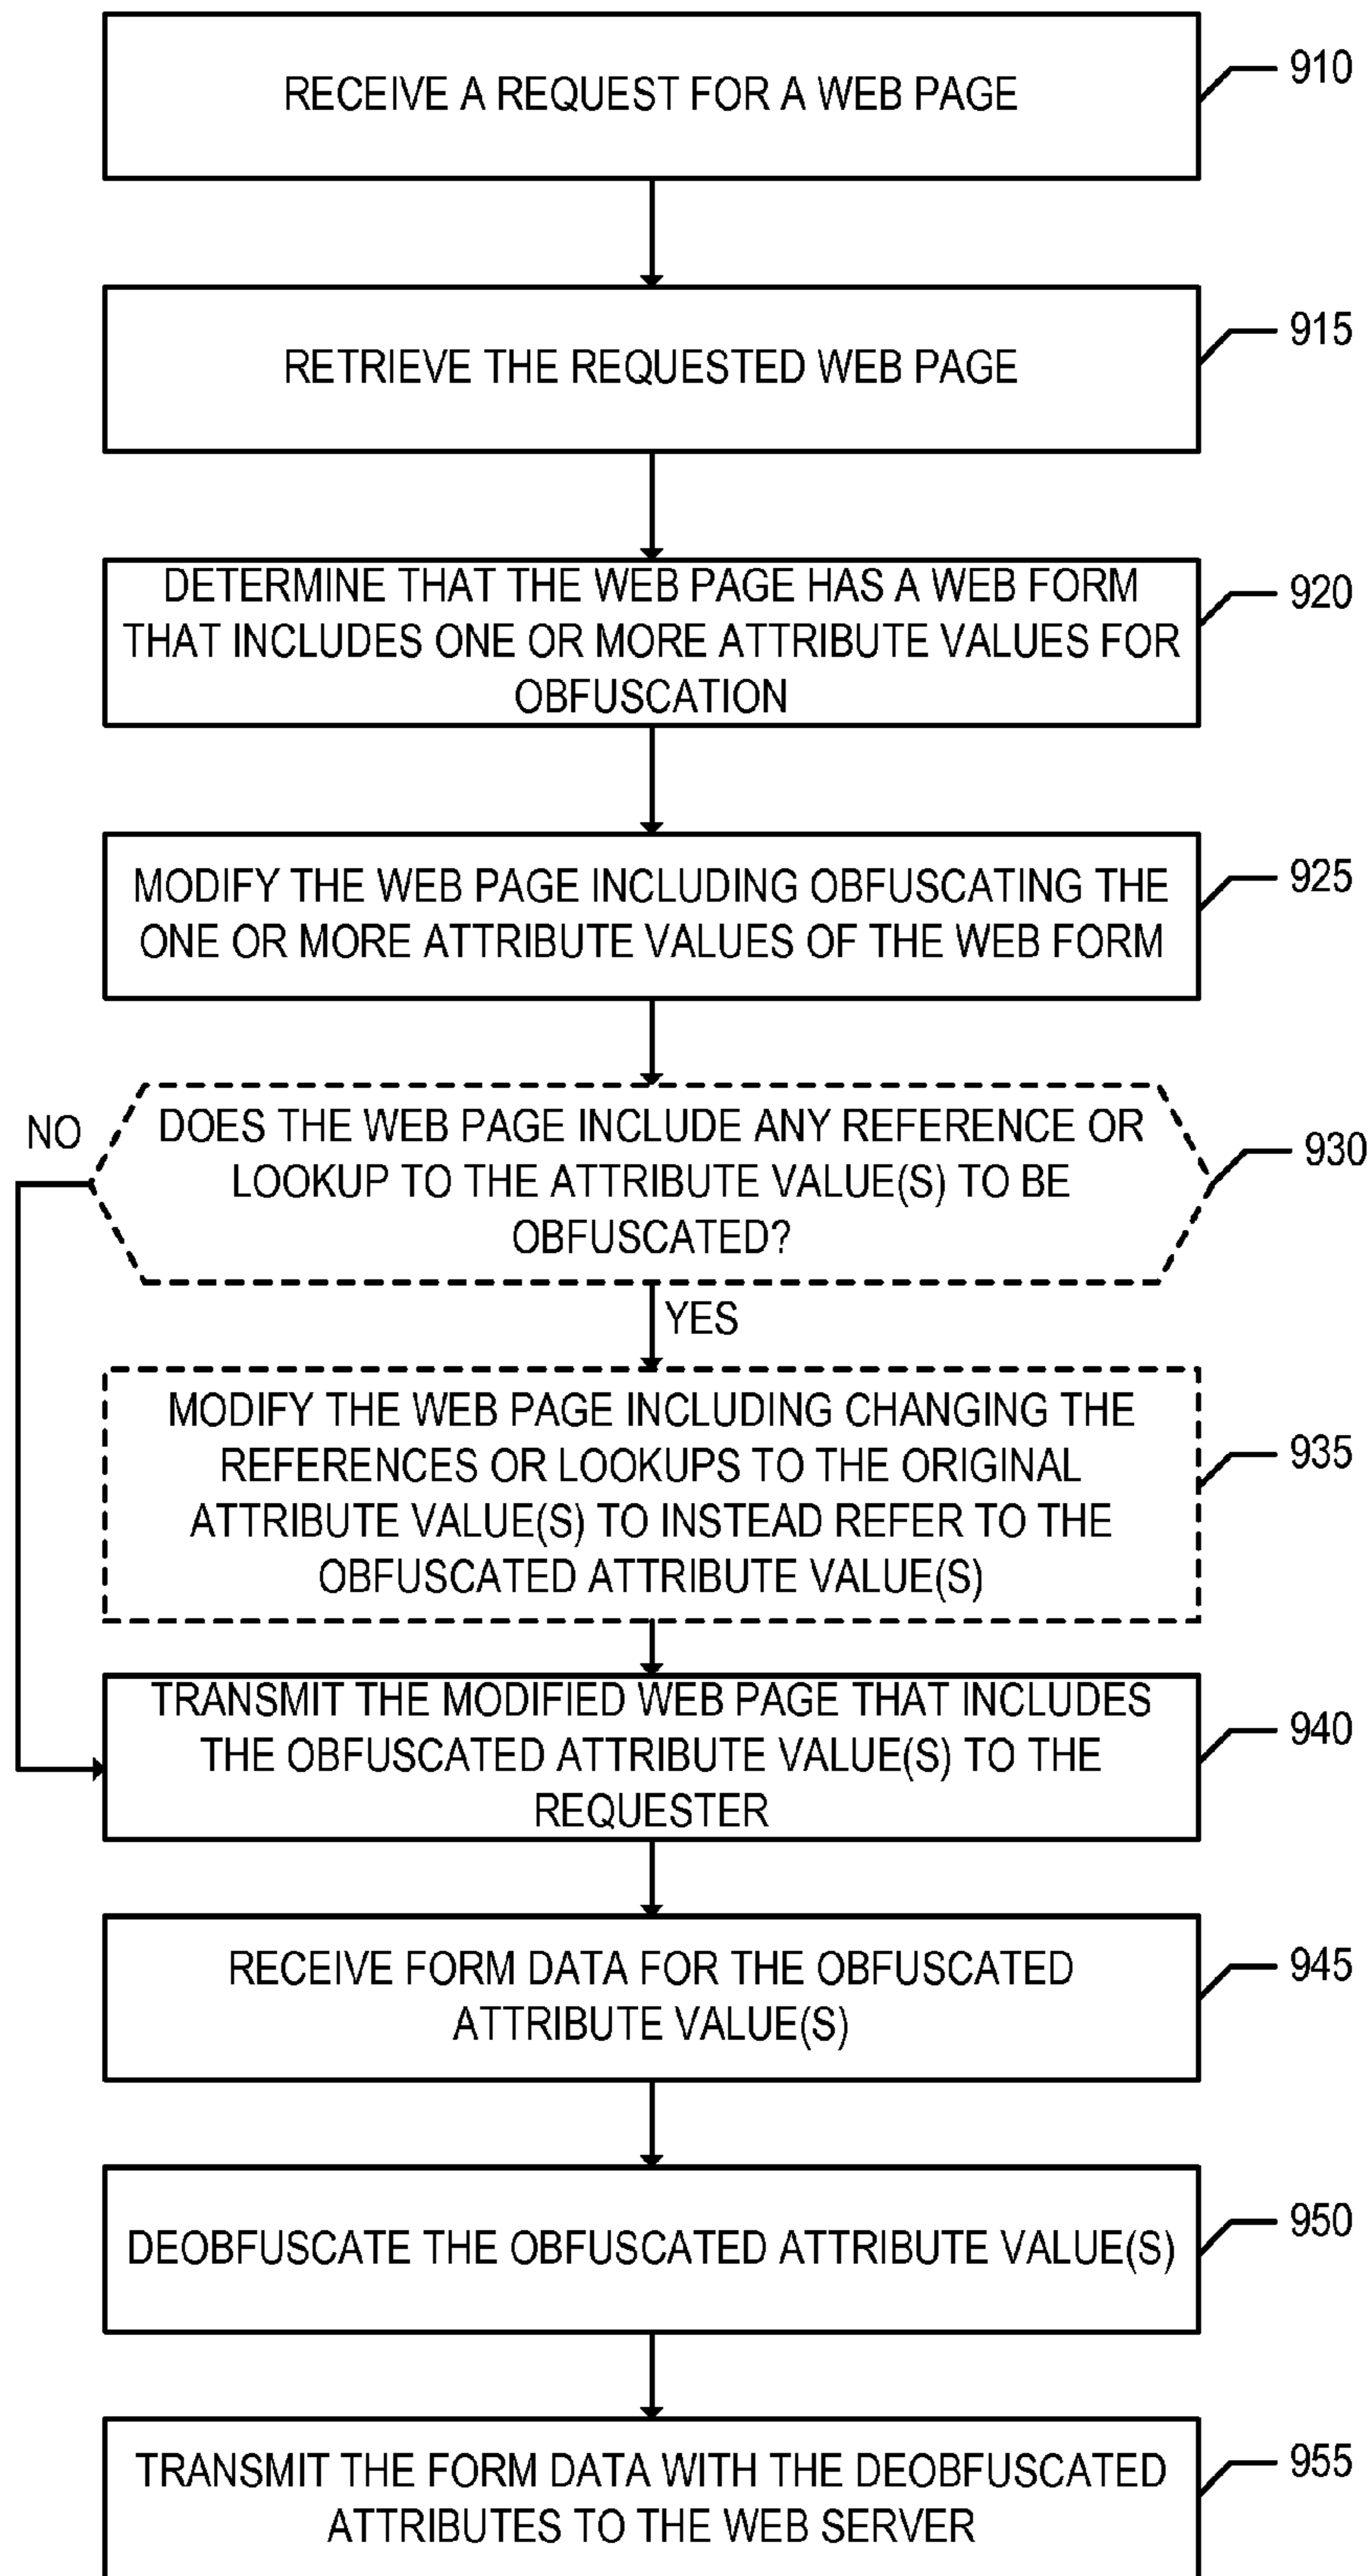 RECEIVE A REQUEST FOR A WEB PAGE
910
RETRIEVE THE REQUESTED WEB PAGE
915
DETERMINE THAT THE WEB PAGE HAS A WEB FORM
THAT INCLUDES ONE OR MORE ATTRIBUTE VALUES FOR
OBFUSCATION
920
MODIFY THE WEB PAGE INCLUDING OBFUSCATING THE
ONE OR MORE ATTRIBUTE VALUES OF THE WEB FORM
925
NO
DOES THE WEB PAGE INCLUDE ANY REFERENCE OR
LOOKUP TO THE ATTRIBUTE VALUE(S) TO BE
OBFUSCATED?
930
YES
MODIFY THE WEB PAGE INCLUDING CHANGING THE
REFERENCES OR LOOKUPS TO THE ORIGINAL
ATTRIBUTE VALUE(S) TO INSTEAD REFER TO THE
OBFUSCATED ATTRIBUTE VALUE(S)
935
TRANSMIT THE MODIFIED WEB PAGE THAT INCLUDES
THE OBFUSCATED ATTRIBUTE VALUE(S) TO THE
REQUESTER
940
RECEIVE FORM DATA FOR THE OBFUSCATED
ATTRIBUTE VALUE(S)
945
DEOBFUSCATE THE OBFUSCATED ATTRIBUTE VALUE(S)
950
TRANSMIT THE FORM DATA WITH THE DEOBFUSCATED
ATTRIBUTES TO THE WEB SERVER
955